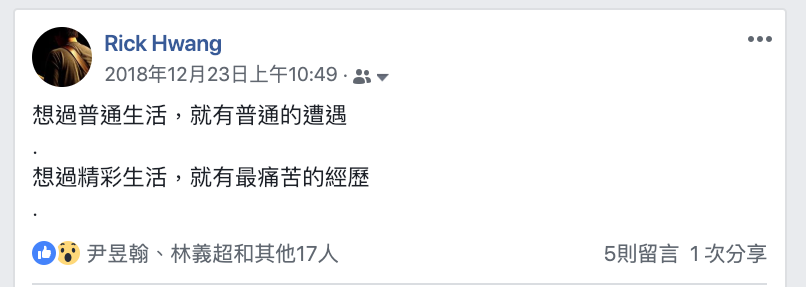 Rick Hwang
2018年12月23日上午10:49 ·
想過普通生活，就有普通的遭遇
.
想過精彩生活，就有最痛苦的經歷
.
尹昱翰、林義超和其他17人
5則留言 1 次分享